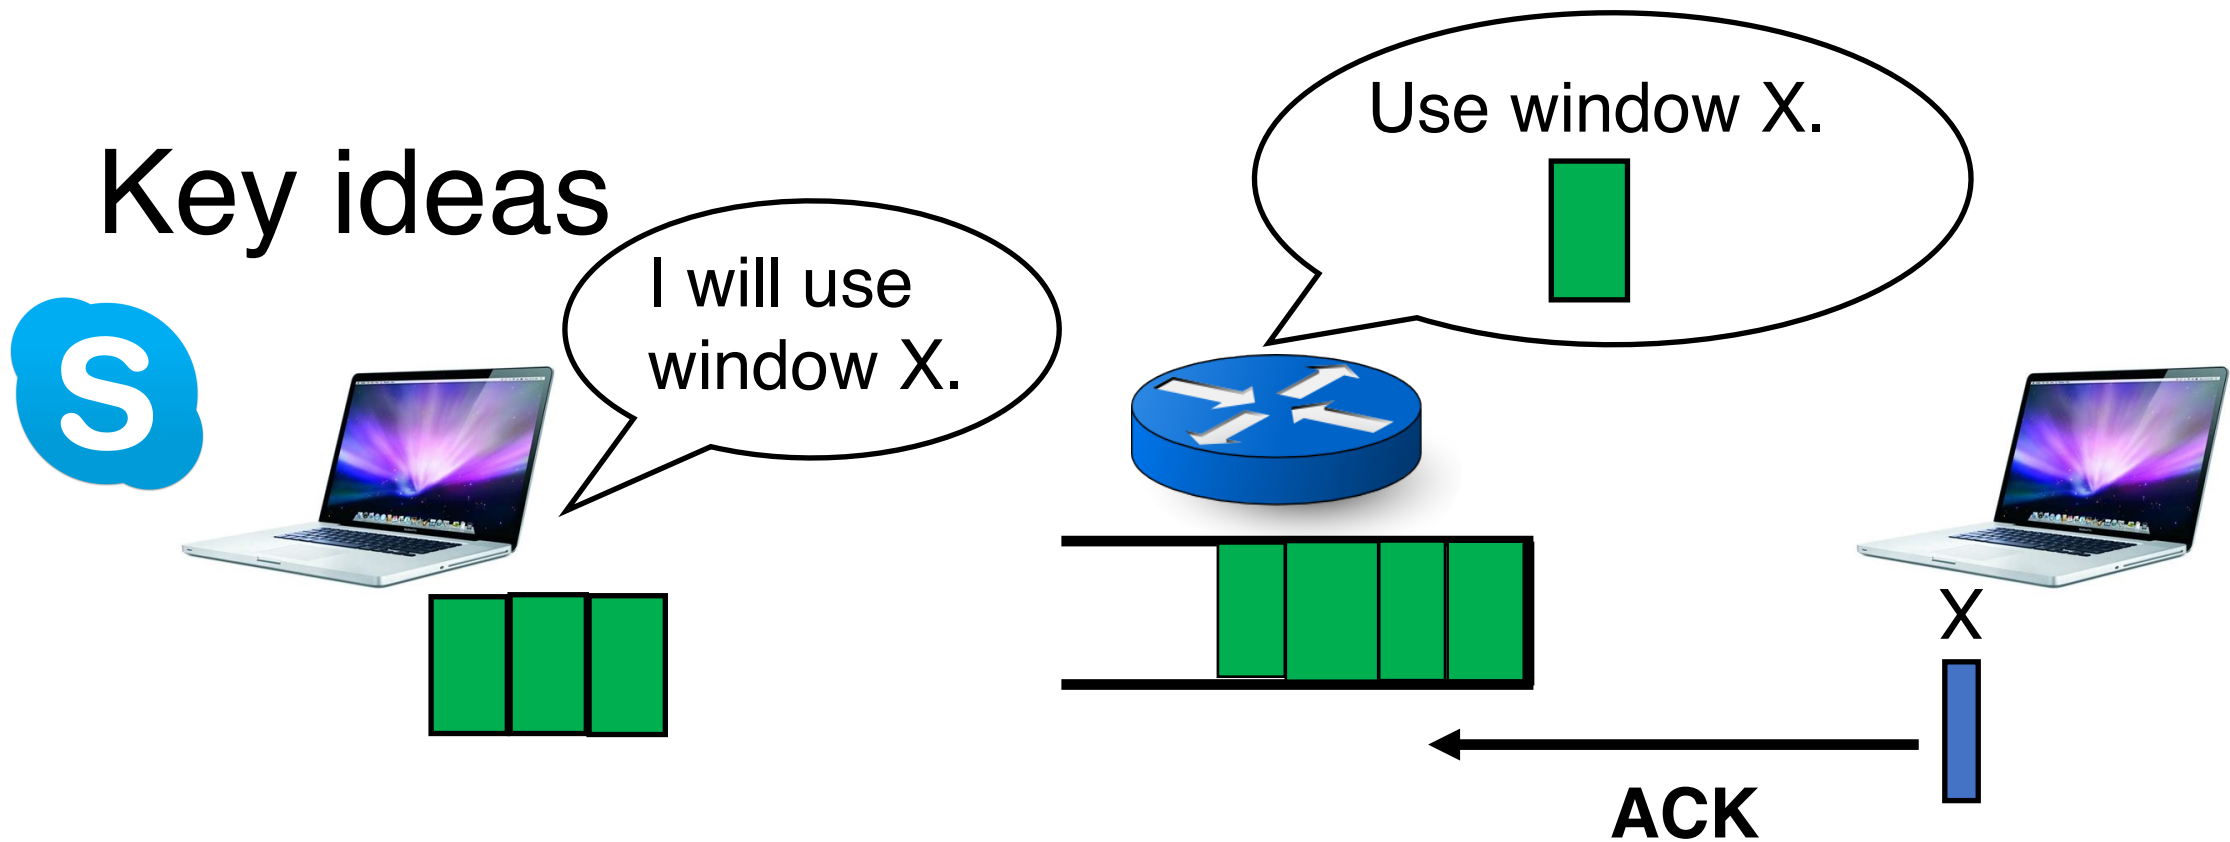 Key ideas
I will use
window X.
Use window X.
S
X
ACK